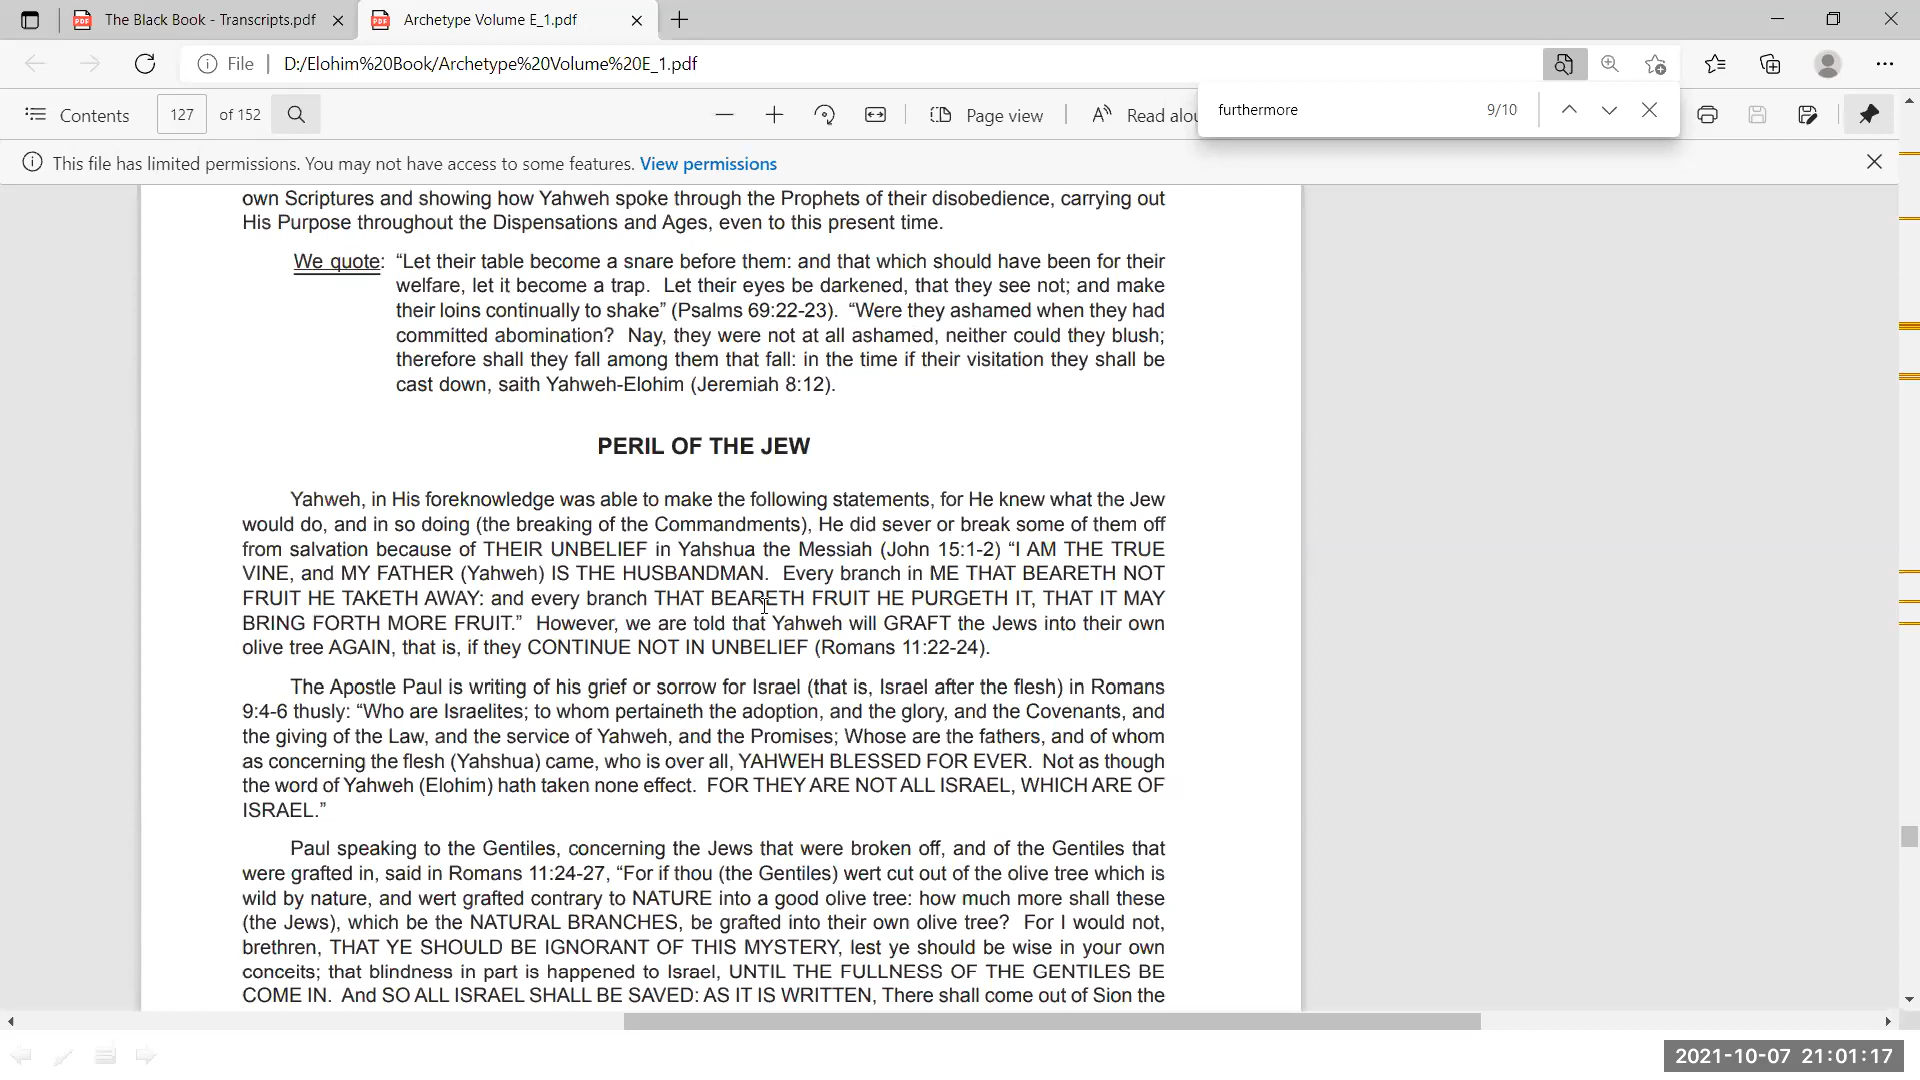 The Black Book - Transcripts.pdf
Archetype Volume E_1.pdf
File
D:/Elohim%20Book/Archetype%20Volume%20E_1.pdf
Contents
127
of 152
Page view
Read alou
furthermore
9/10
This file has limited permissions. You may not have access to some features. View permissions
own Scriptures and showing how Yahweh spoke through the Prophets of their disobedience, carrying out
His Purpose throughout the Dispensations and Ages, even to this present time.
We quote: “Let their table become a snare before them: and that which should have been for their
welfare, let it become a trap. Let their eyes be darkened, that they see not; and make
their loins continually to shake” (Psalms 69:22-23). “Were they ashamed when they had
committed abomination? Nay, they were not at all ashamed, neither could they blush;
therefore shall they fall among them that fall: in the time if their visitation they shall be
cast down, saith Yahweh-Elohim (Jeremiah 8:12).
PERIL OF THE JEW
Yahweh, in His foreknowledge was able to make the following statements, for He knew what the Jew
would do, and in so doing (the breaking of the Commandments), He did sever or break some of them off
from salvation because of THEIR UNBELIEF in Yahshua the Messiah (John 15:1-2) “I AM THE TRUE
VINE, and MY FATHER (Yahweh) IS THE HUSBANDMAN. Every branch in ME THAT BEARETH NOT
FRUIT HE TAKETH AWAY: and every branch THAT BEARETH FRUIT HE PURGETH IT, THAT IT MAY
BRING FORTH MORE FRUIT.” However, we are told that Yahweh will GRAFT the Jews into their own
olive tree AGAIN, that is, if they CONTINUE NOT IN UNBELIEF (Romans 11:22-24).
The Apostle Paul is writing of his grief or sorrow for Israel (that is, Israel after the flesh) in Romans
9:4-6 thusly: “Who are Israelites; to whom pertaineth the adoption, and the glory, and the Covenants, and
the giving of the Law, and the service of Yahweh, and the Promises; Whose are the fathers, and of whom
as concerning the flesh (Yahshua) came, who is over all, YAHWEH BLESSED FOR EVER. Not as though
the word of Yahweh (Elohim) hath taken none effect. FOR THEY ARE NOT ALL ISRAEL, WHICH ARE OF
ISRAEL.”
Paul speaking to the Gentiles, concerning the Jews that were broken off, and of the Gentiles that
were grafted in, said in Romans 11:24-27, “For if thou (the Gentiles) wert cut out of the olive tree which is
wild by nature, and wert grafted contrary to NATURE into a good olive tree: how much more shall these
(the Jews), which be the NATURAL BRANCHES, be grafted into their own olive tree? For I would not,
brethren, THAT YE SHOULD BE IGNORANT OF THIS MYSTERY, lest ye should be wise in your own
conceits; that blindness in part is happened to Israel, UNTIL THE FULLNESS OF THE GENTILES BE
COME IN. And SO ALL ISRAEL SHALL BE SAVED: AS IT IS WRITTEN, There shall come out of Sion the
2021-10-07 21:01:17